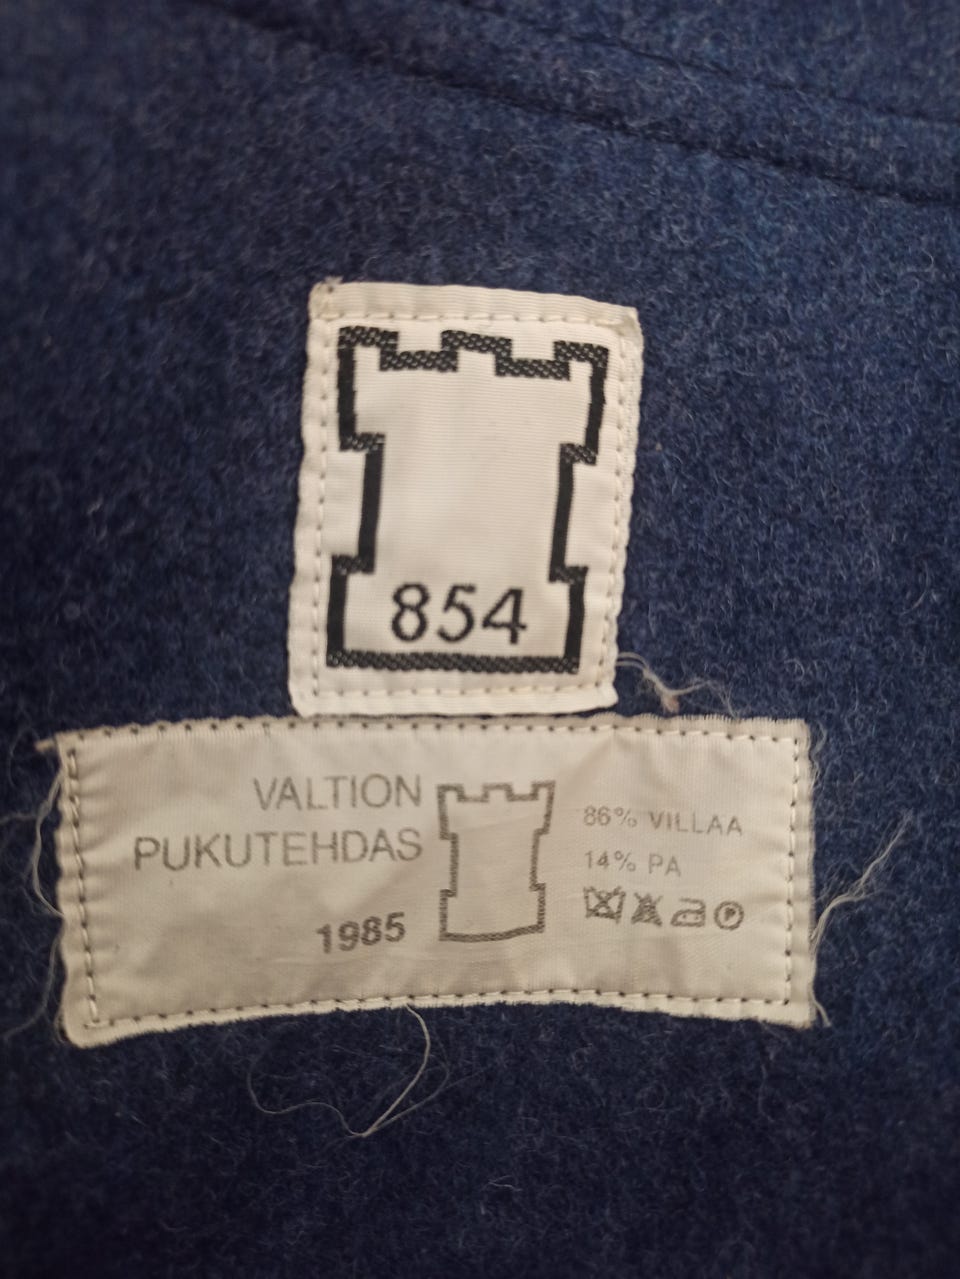 854
VALTION
PUKUTEHDAS
1985
86% VILLAA
14% PA
P